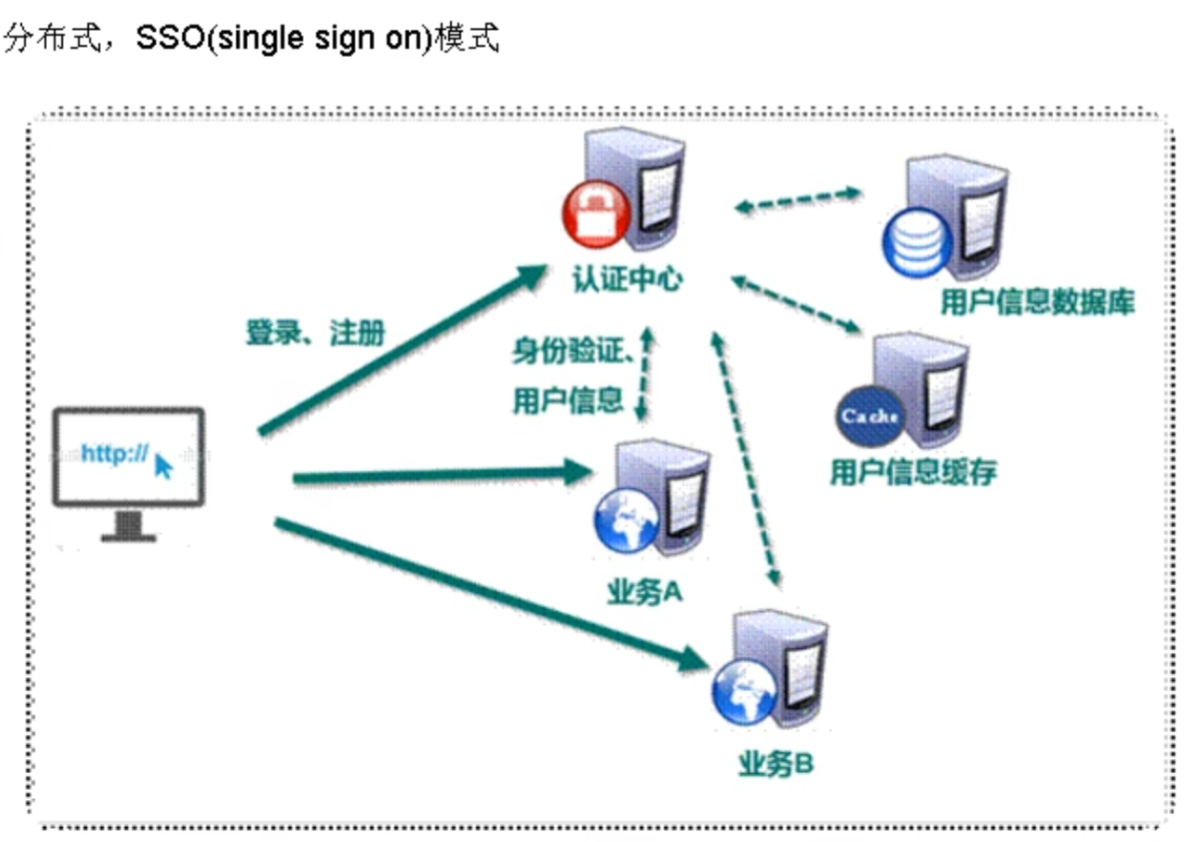 分布式，SSO(single sign on)模式
认证中心
用户信息数据库
登录、注册
身份验证、
用户信息
http://
Cache
用户信息缓存
业务A
业务B